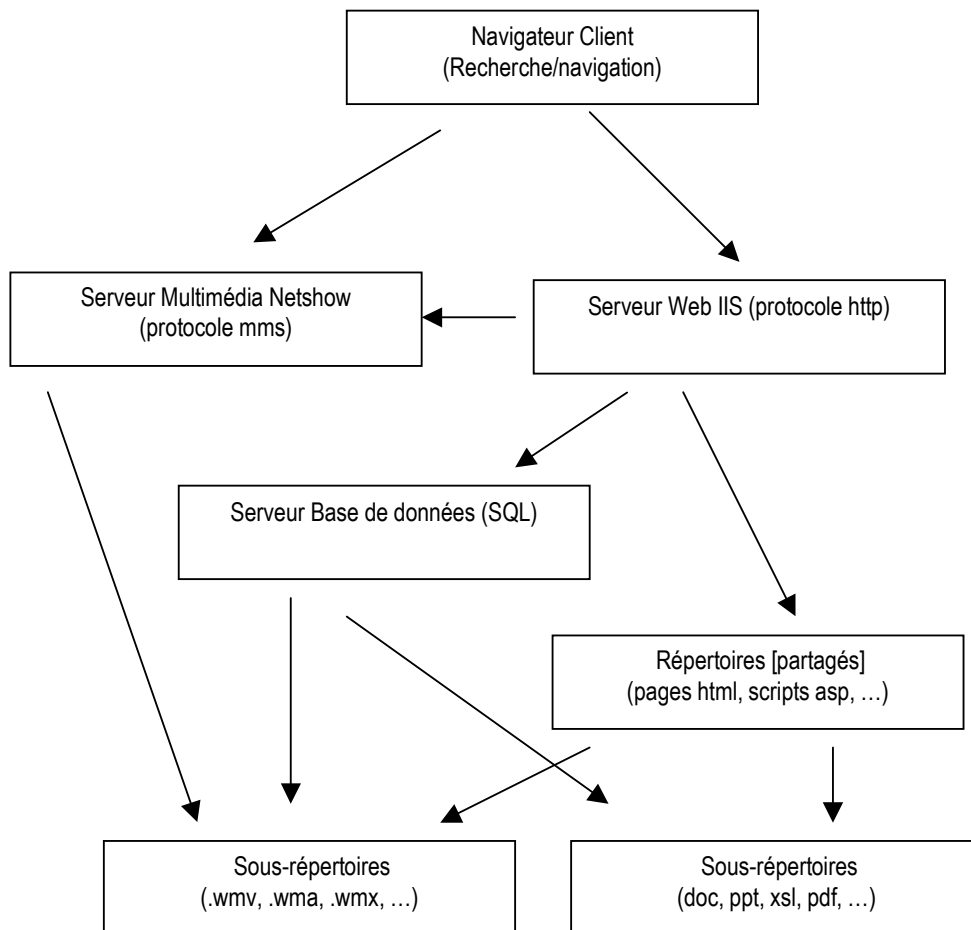 Navigateur Client
(Recherche/navigation)
Serveur Multimédia Netshow
(protocole mms)
Serveur Web IIS (protocole http)
Serveur Base de données (SQL)
Répertoires [partagés]
(pages html, scripts asp, …)
Sous-répertoires
(.wmv, .wma, .wmx, …)
Sous-répertoires
(doc, ppt, xsl, pdf, …)